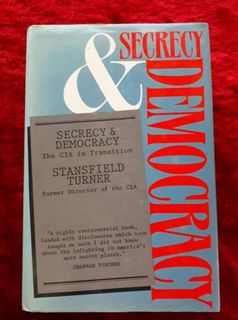 SECRECY
&
DEMOCRACY
SECRECY &
DEMOCRACY
The CIA in Transition
STANSFIELD
TURNER
Former Director of the CIA
'A highly controversial book,
loaded with disclosures which have
taught me much I did not know
about the infighting in America's
most secret places.'
CHAPMAN PINCHER